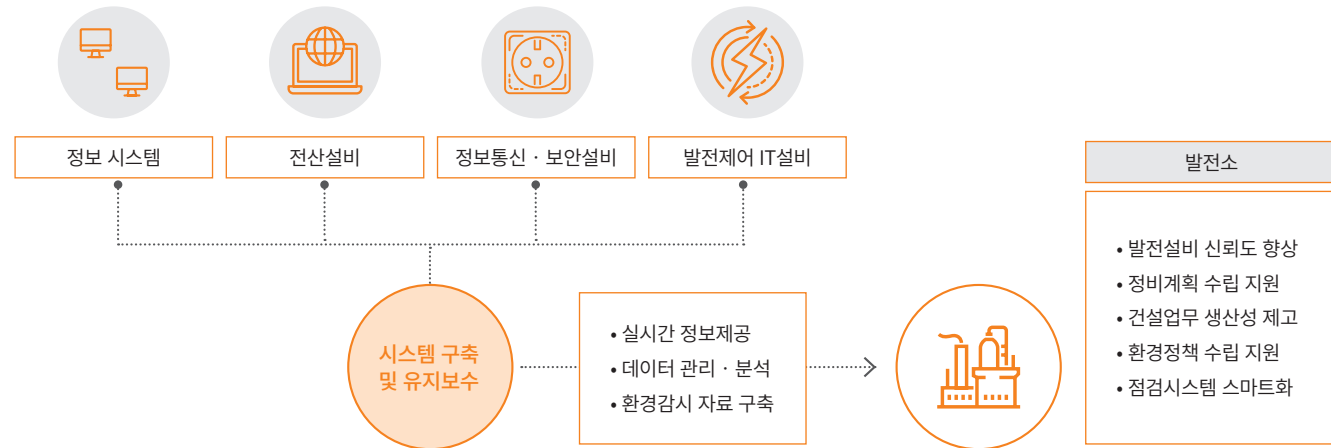 정보 시스템
전산설비
정보통신 · 보안설비
발전제어 IT설비
시스템 구축
및 유지보수
• 실시간 정보제공
• 데이터 관리 · 분석
• 환경감시 자료 구축
발전소
• 발전설비 신뢰도 향상
• 정비계획 수립 지원
• 건설업무 생산성 제고
• 환경정책 수립 지원
• 점검시스템 스마트화